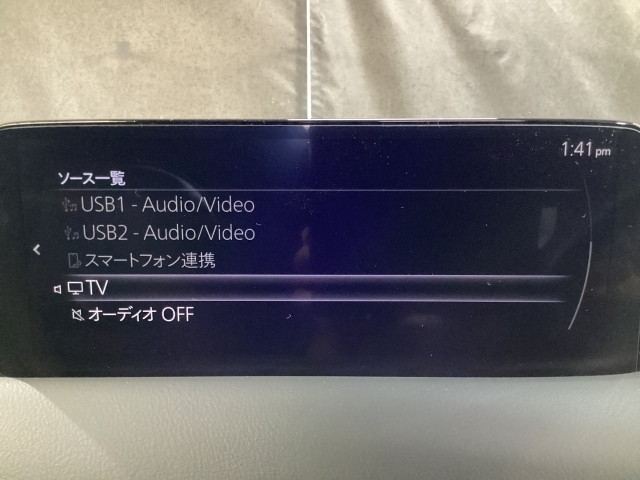 1:41 pm
ソース一覧
USB1 - Audio/Video
USB2 - Audio/Video
スマートフォン連携
TV
オーディオ OFF